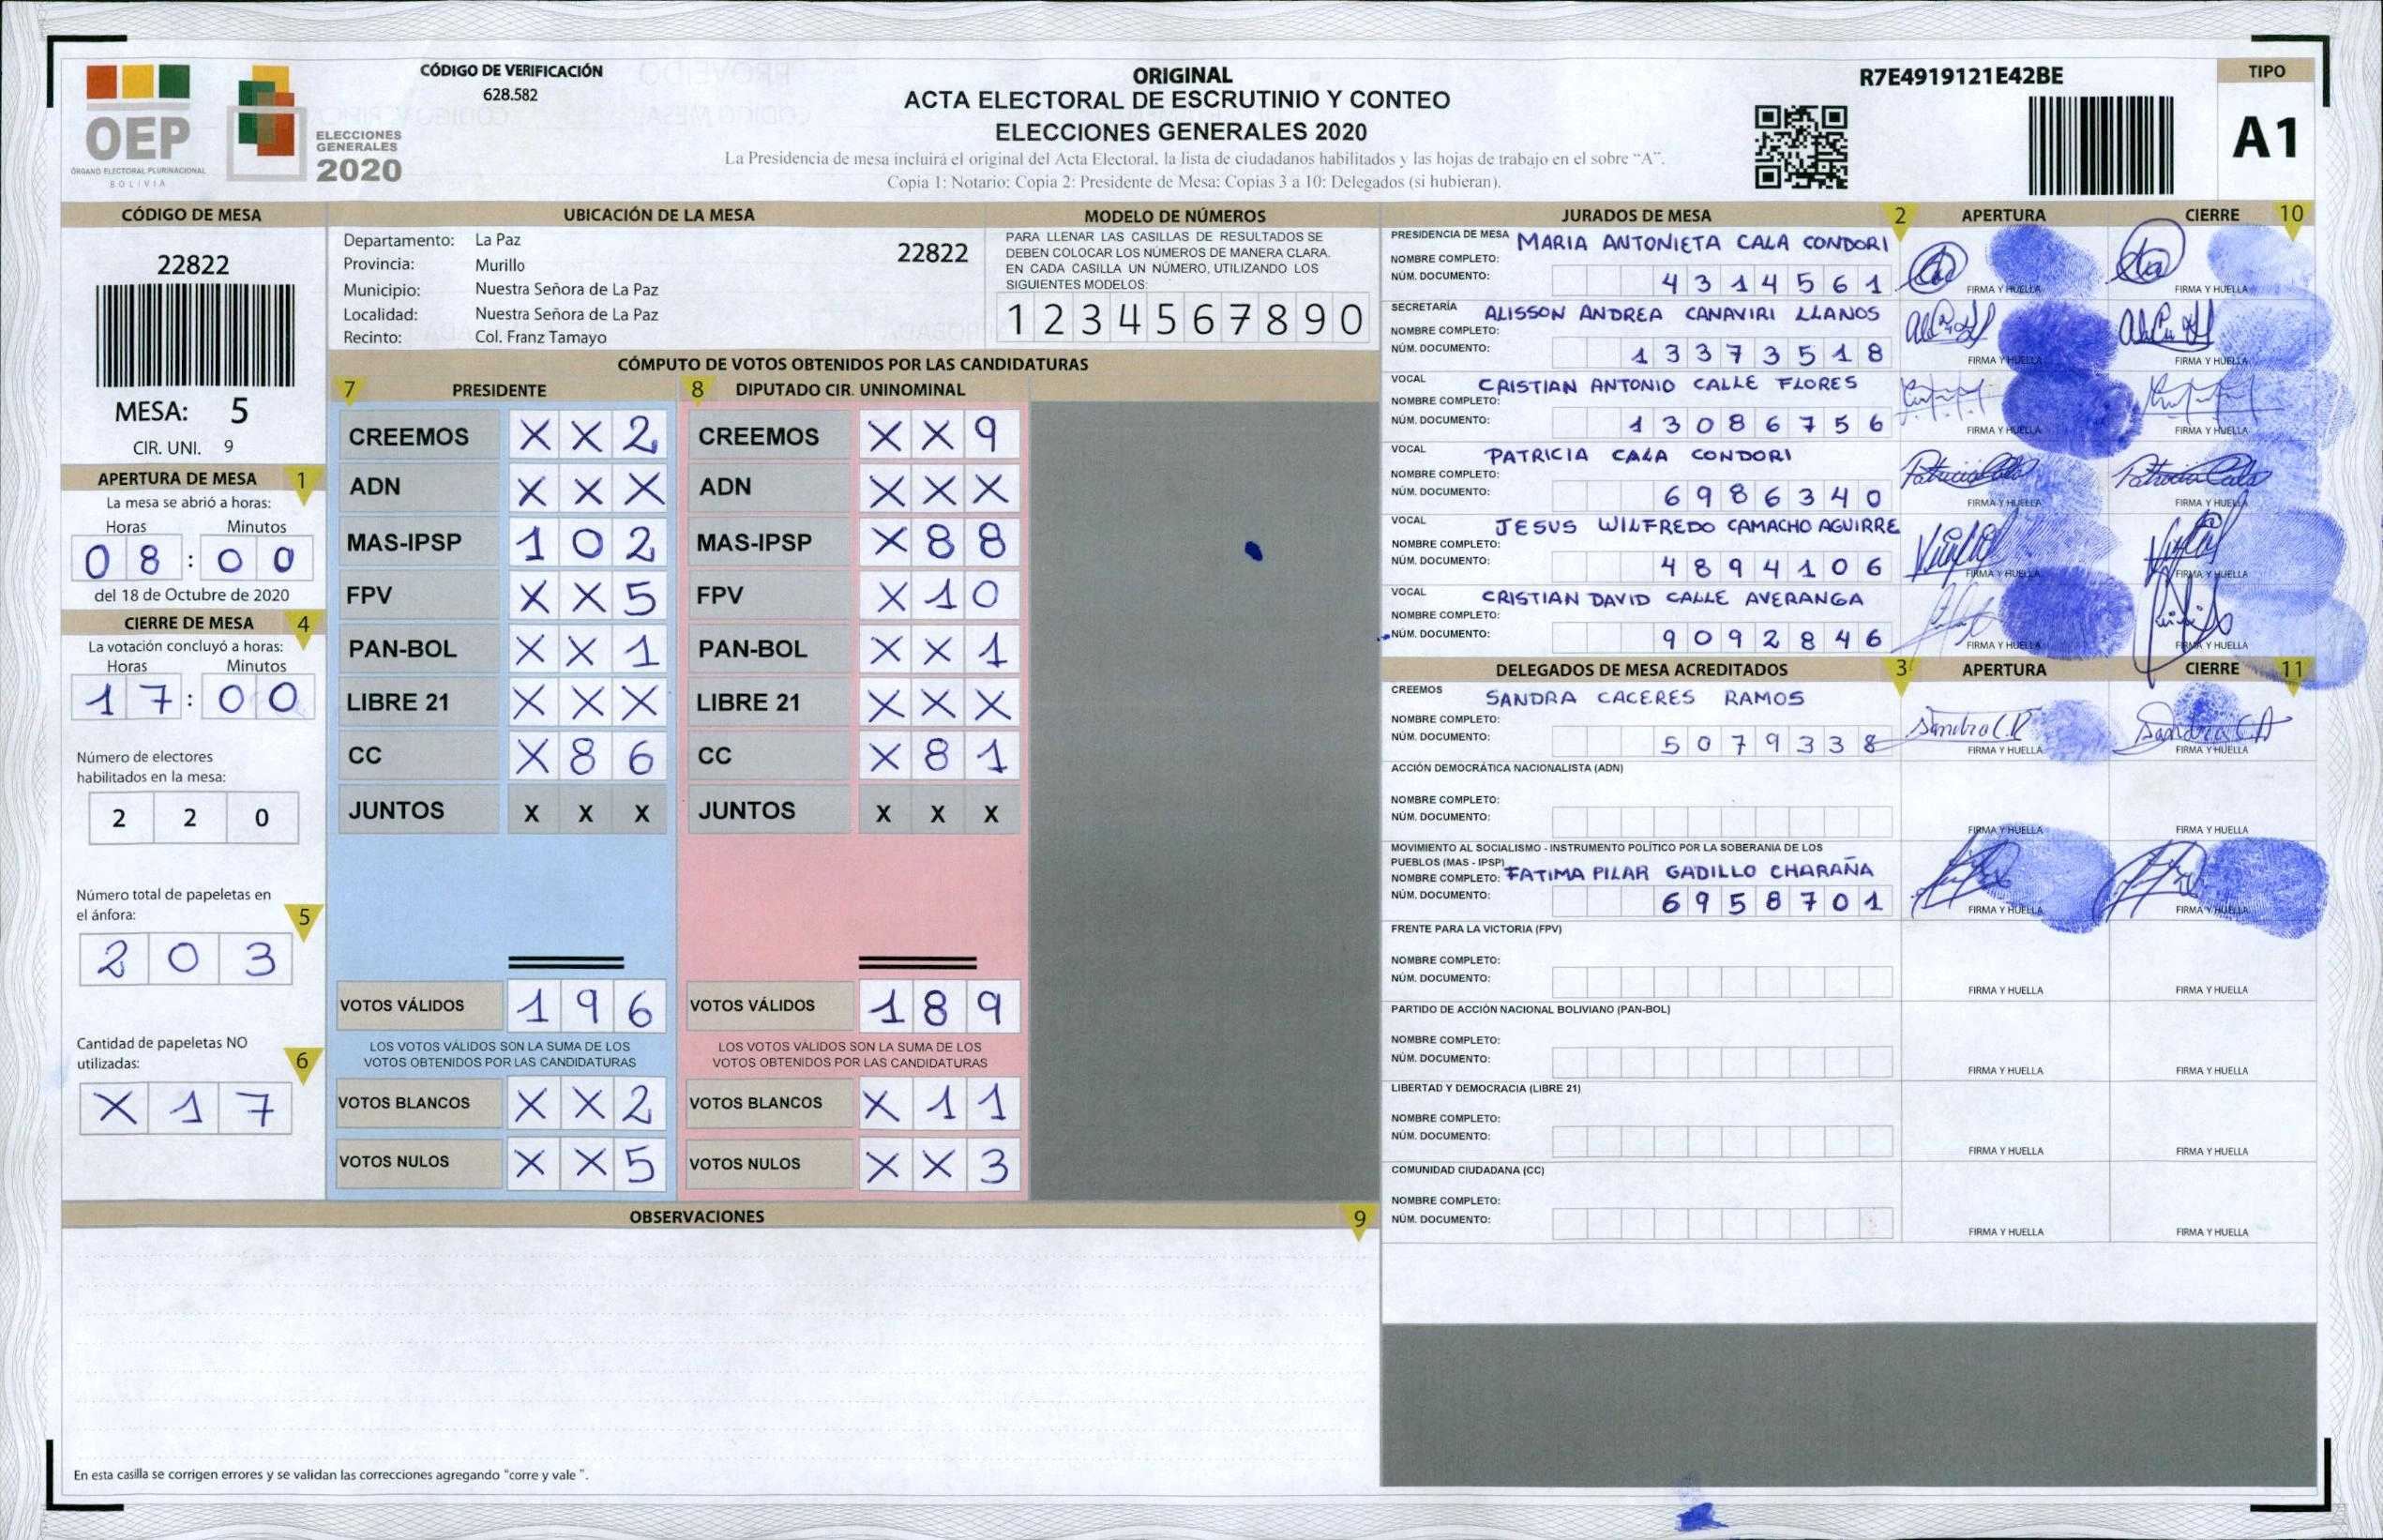 CÓDIGO DE VERIFICACIÓN
628.582
OEP
ÓRGANO ELECTORAL PLURINACIONAL
BOLIVIA
ELECCIONES
GENERALES
2020
ORIGINAL
ACTA ELECTORAL DE ESCRUTINIO Y CONTEO
ELECCIONES GENERALES 2020
La Presidencia de mesa incluirá el original del Acta Electoral, la lista de ciudadanos habilitados y las hojas de trabajo en el sobre “A”.
Copia 1: Notario: Copia 2: Presidente de Mesa: Copias 3 a 10: Delegados (si hubieran).
R7E4919121E42BE
TIPO
A1
CÓDIGO DE MESA
22822
MESA: 5
CIR. UNI. 9
APERTURA DE MESA 1
La mesa se abrió a horas:
Horas Minutos
08:00
del 18 de Octubre de 2020
CIERRE DE MESA 4
La votación concluyó a horas:
Horas Minutos
17:00
Número de electores
habilitados en la mesa:
2 2 0
Número total de papeletas en
el ánfora: 5
2 0 3
Cantidad de papeletas NO
utilizadas: 6
X 1 7
UBICACIÓN DE LA MESA
Departamento: La Paz 22822
Provincia: Murillo
Municipio: Nuestra Señora de La Paz
Localidad: Nuestra Señora de La Paz
Recinto: Col. Franz Tamayo
MODELO DE NÚMEROS
PARA LLENAR LAS CASILLAS DE RESULTADOS SE
DEBEN COLOCAR LOS NÚMEROS DE MANERA CLARA.
EN CADA CASILLA UN NÚMERO, UTILIZANDO LOS
SIGUIENTES MODELOS:
1 2 3 4 5 6 7 8 9 0
CÓMPUTO DE VOTOS OBTENIDOS POR LAS CANDIDATURAS
7 PRESIDENTE
CREEMOS X X 2
ADN X X X
MAS-IPSP 1 0 2
FPV X X 5
PAN-BOL X X 1
LIBRE 21 X X X
CC X 8 6
JUNTOS X X X
VOTOS VÁLIDOS 1 9 6
LOS VOTOS VÁLIDOS SON LA SUMA DE LOS
VOTOS OBTENIDOS POR LAS CANDIDATURAS
VOTOS BLANCOS X X 2
VOTOS NULOS X X 5
8 DIPUTADO CIR. UNINOMINAL
CREEMOS X X 9
ADN X X X
MAS-IPSP X 8 8
FPV X 1 0
PAN-BOL X X 1
LIBRE 21 X X X
CC X 8 1
JUNTOS X X X
VOTOS VÁLIDOS 1 8 9
LOS VOTOS VÁLIDOS SON LA SUMA DE LOS
VOTOS OBTENIDOS POR LAS CANDIDATURAS
VOTOS BLANCOS X 1 1
VOTOS NULOS X X 3
OBSERVACIONES 9
En esta casilla se corrigen errores y se validan las correcciones agregando “corre y vale ”.
JURADOS DE MESA 2 APERTURA CIERRE 10
PRESIDENCIA DE MESA MARIA ANTONIETA CALA CONDORI
NOMBRE COMPLETO:
NÚM. DOCUMENTO: 4314561 FIRMA Y HUELLA FIRMA Y HUELLA
SECRETARÍA ALISSON ANDREA CANAVIRI LLANOS
NOMBRE COMPLETO:
NÚM. DOCUMENTO: 13373518 FIRMA Y HUELLA FIRMA Y HUELLA
VOCAL CRISTIAN ANTONIO CALLE FLORES
NOMBRE COMPLETO:
NÚM. DOCUMENTO: 13086756 FIRMA Y HUELLA FIRMA Y HUELLA
VOCAL PATRICIA CALA CONDORI
NOMBRE COMPLETO:
NÚM. DOCUMENTO: 6986340 FIRMA Y HUELLA FIRMA Y HUELLA
VOCAL JESUS WILFREDO CAMACHO AGUIRRE
NOMBRE COMPLETO:
NÚM. DOCUMENTO: 4894106 FIRMA Y HUELLA FIRMA Y HUELLA
VOCAL CRISTIAN DAVID CALLE AVERANGA
NOMBRE COMPLETO:
NÚM. DOCUMENTO: 9092846 FIRMA Y HUELLA FIRMA Y HUELLA
DELEGADOS DE MESA ACREDITADOS 3 APERTURA CIERRE 11
CREEMOS SANDRA CACERES RAMOS
NOMBRE COMPLETO:
NÚM. DOCUMENTO: 5079338 FIRMA Y HUELLA FIRMA Y HUELLA
ACCIÓN DEMOCRÁTICA NACIONALISTA (ADN)
NOMBRE COMPLETO:
NÚM. DOCUMENTO: FIRMA Y HUELLA FIRMA Y HUELLA
MOVIMIENTO AL SOCIALISMO - INSTRUMENTO POLÍTICO POR LA SOBERANIA DE LOS
PUEBLOS (MAS - IPSP)
NOMBRE COMPLETO: FATIMA PILAR GADILLO CHARAÑA
NÚM. DOCUMENTO: 6958701 FIRMA Y HUELLA FIRMA Y HUELLA
FRENTE PARA LA VICTORIA (FPV)
NOMBRE COMPLETO:
NÚM. DOCUMENTO: FIRMA Y HUELLA FIRMA Y HUELLA
PARTIDO DE ACCIÓN NACIONAL BOLIVIANO (PAN-BOL)
NOMBRE COMPLETO:
NÚM. DOCUMENTO: FIRMA Y HUELLA FIRMA Y HUELLA
LIBERTAD Y DEMOCRACIA (LIBRE 21)
NOMBRE COMPLETO:
NÚM. DOCUMENTO: FIRMA Y HUELLA FIRMA Y HUELLA
COMUNIDAD CIUDADANA (CC)
NOMBRE COMPLETO:
NÚM. DOCUMENTO: FIRMA Y HUELLA FIRMA Y HUELLA